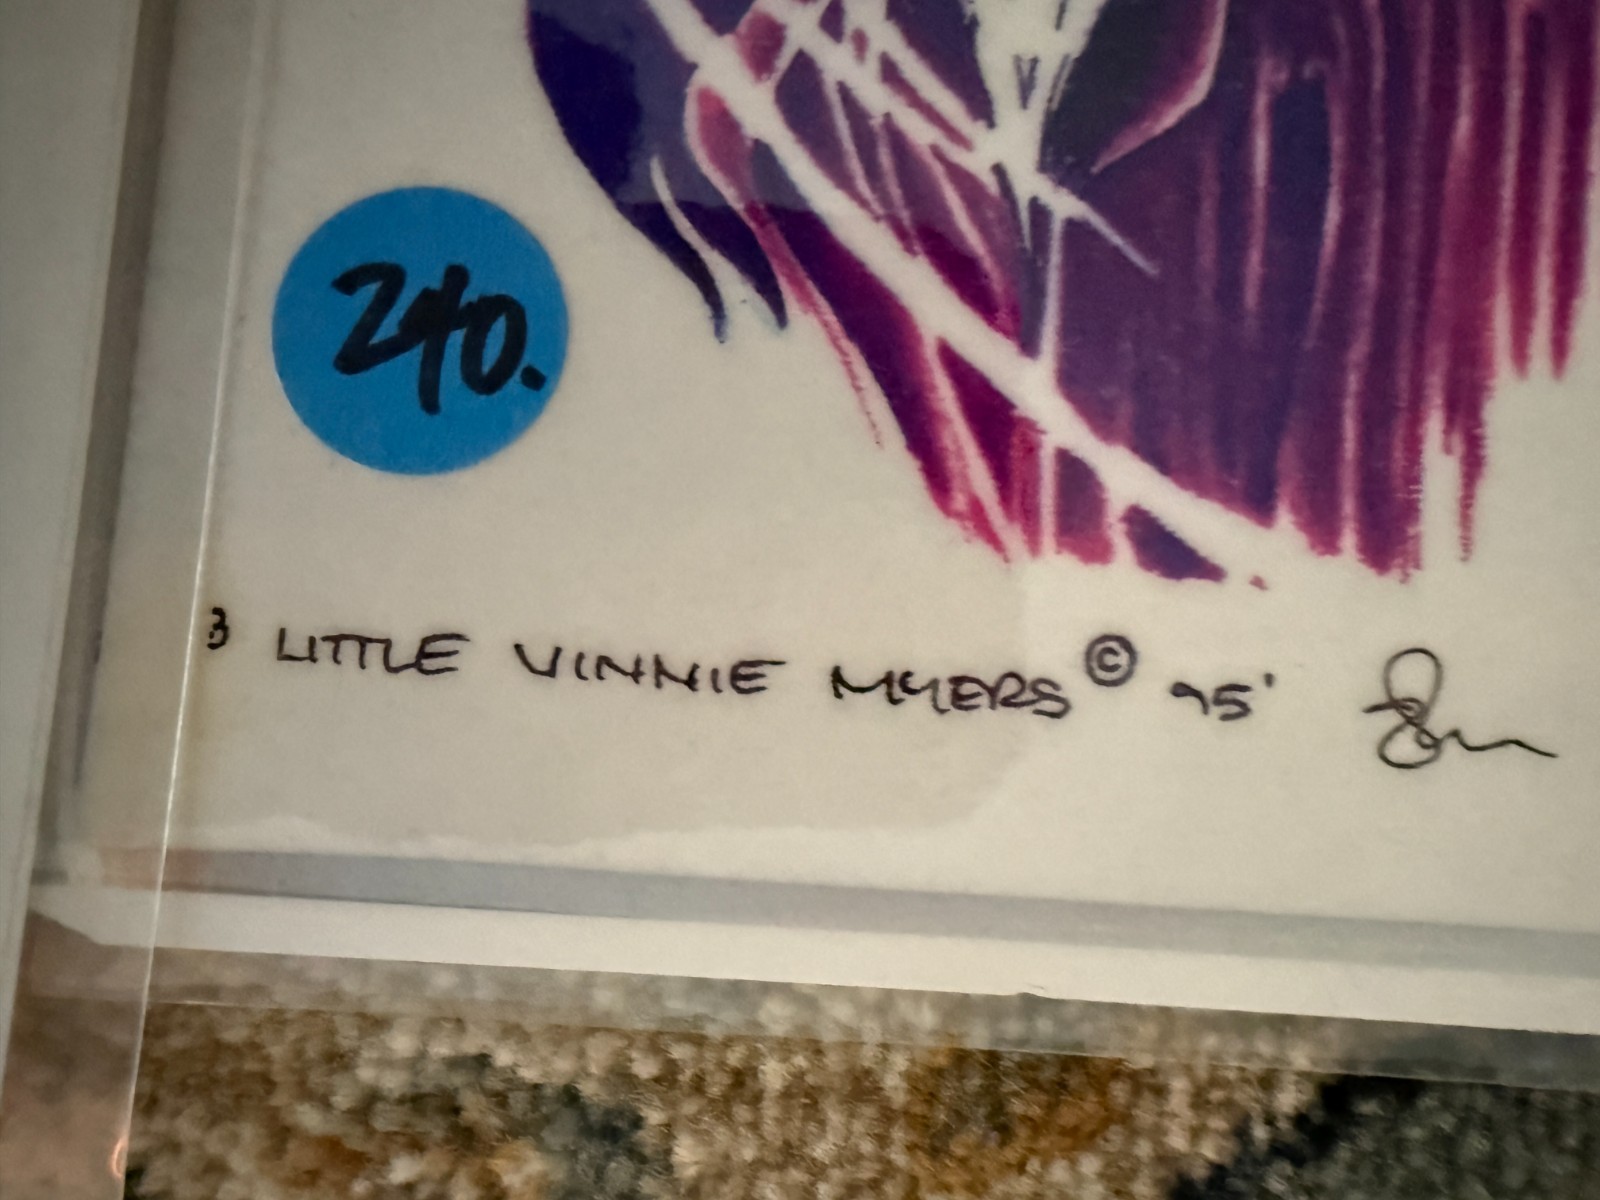 240.
3 LITTLE VINNIE MYERS © 95'